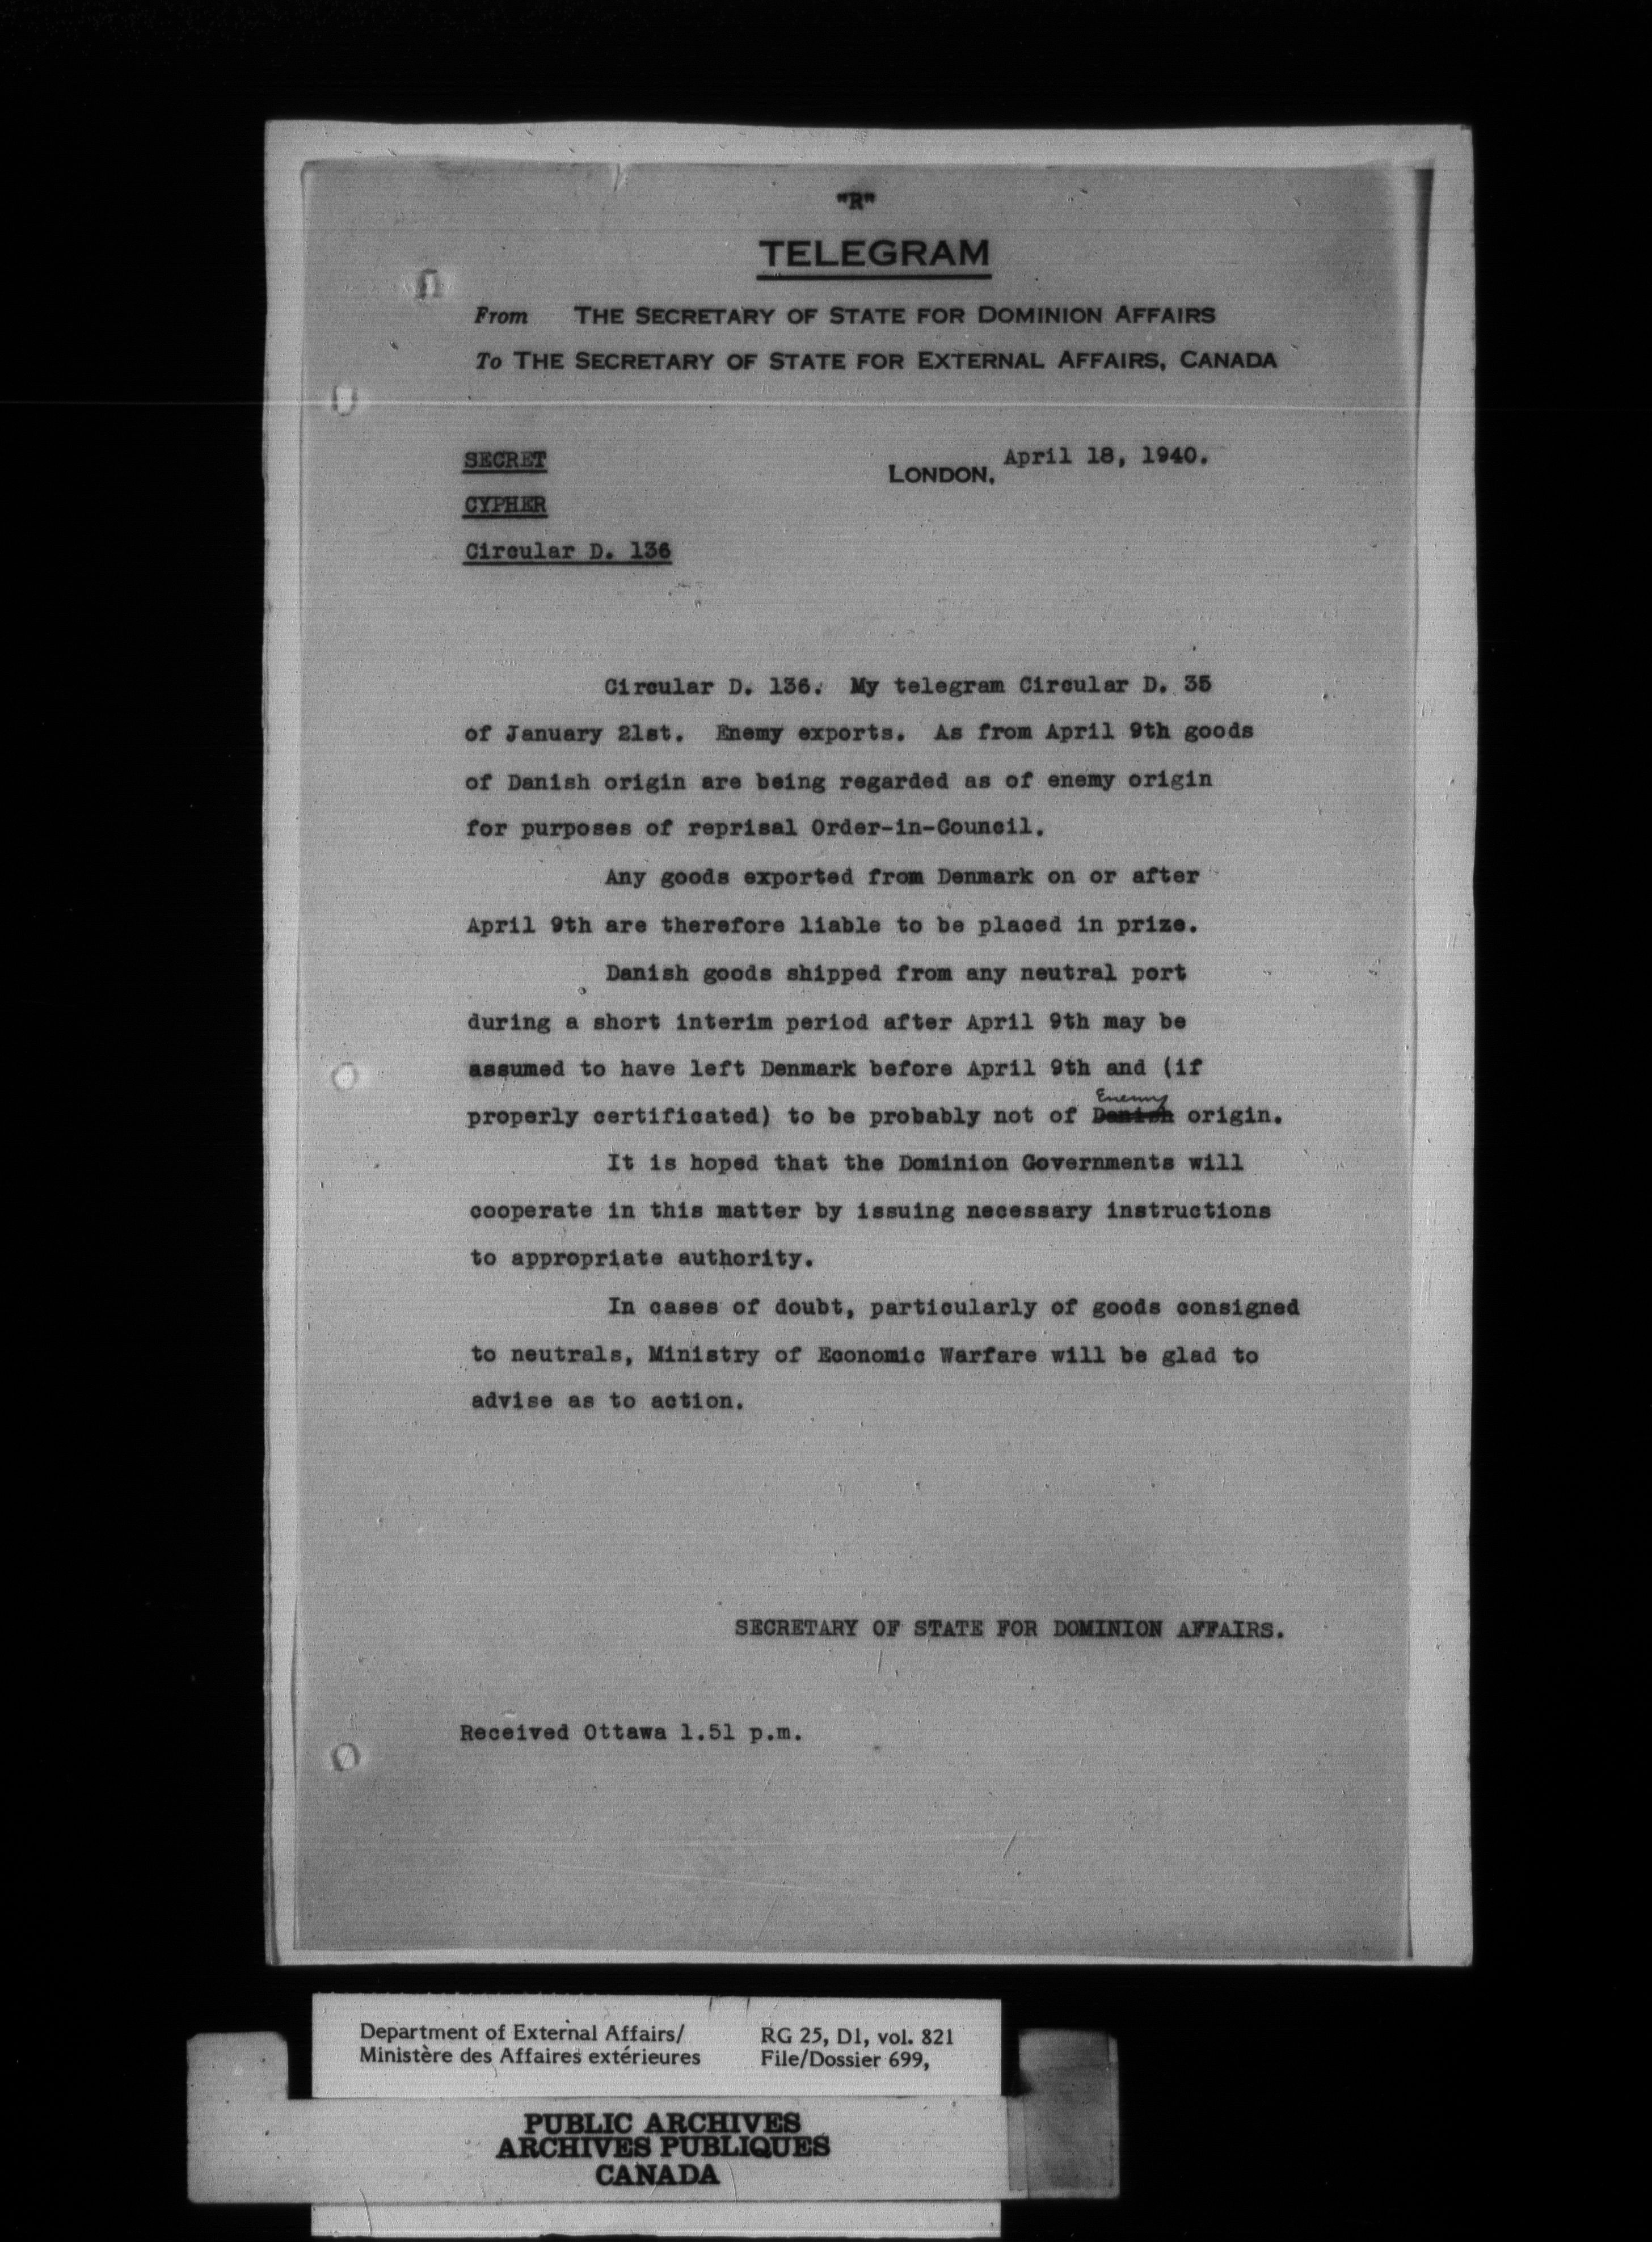 "R"
TELEGRAM
From THE SECRETARY OF STATE FOR DOMINION AFFAIRS
To THE SECRETARY OF STATE FOR EXTERNAL AFFAIRS, CANADA
SECRET
LONDON, April 18, 1940.
CYPHER
Circular D. 136
Circular D. 136. My telegram Circular D. 35
of January 21st. Enemy exports. As from April 9th goods
of Danish origin are being regarded as of enemy origin
for purposes of reprisal Order-in-Council.
Any goods exported from Denmark on or after
April 9th are therefore liable to be placed in prize.
Danish goods shipped from any neutral port
during a short interim period after April 9th may be
assumed to have left Denmark before April 9th and (if
Enemy
properly certificated) to be probably not of Danish origin.
It is hoped that the Dominion Governments will
cooperate in this matter by issuing necessary instructions
to appropriate authority.
In cases of doubt, particularly of goods consigned
to neutrals, Ministry of Economic Warfare will be glad to
advise as to action.
SECRETARY OF STATE FOR DOMINION AFFAIRS.
Received Ottawa 1.51 p.m.
Department of External Affairs/
Ministère des Affaires extérieures
RG 25, D1, vol. 821
File/Dossier 699,
PUBLIC ARCHIVES
ARCHIVES PUBLIQUES
CANADA